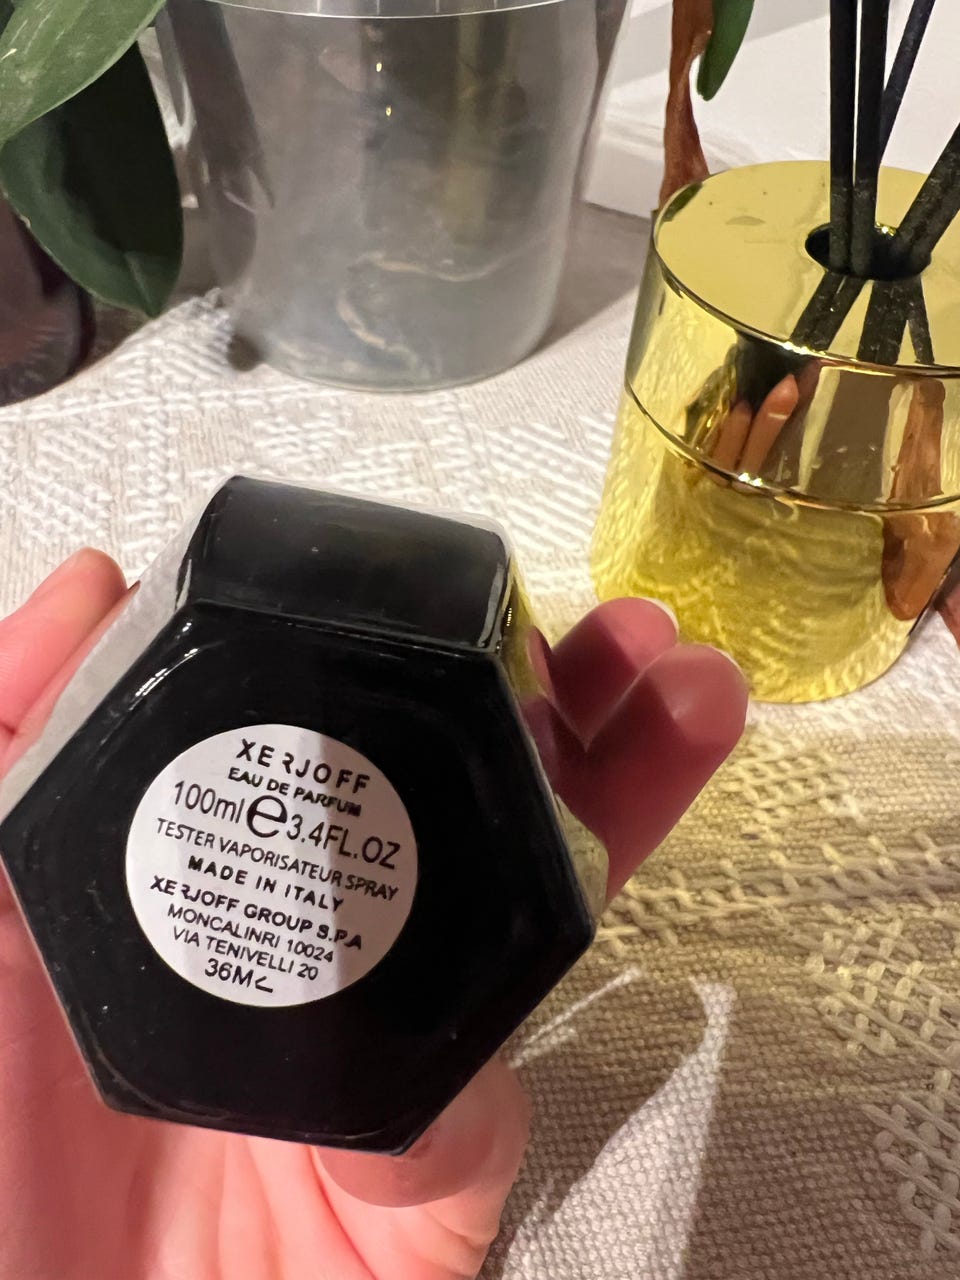 XERJOFF
EAU DE PARFUM
100ml e 3.4FL.OZ
TESTER VAPORISATEUR SPRAY
MADE IN ITALY
XERJOFF GROUP S.P.A
MONCALINRI 10024
VIA TENIVELLI 20
36M<